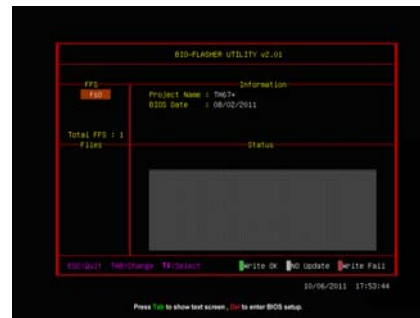 BIO-FLASHER UTILITY v2.01
FFS
Information
fs0
Project Name : TH67+
BIOS Date : 08/02/2011
Total FFS : 1
Files
Status
ESC:Quit TAB:Change ↑↓:Select
Write OK No Update Write Fail
10/06/2011 17:53:44
Press Tab to show text screen , Del to enter BIOS setup.